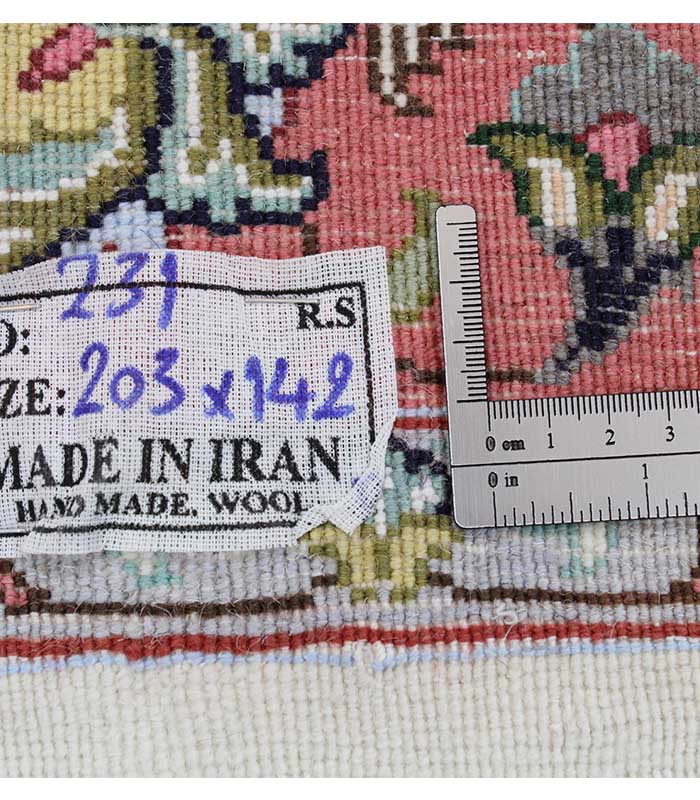 O: 231
R.S
ZE: 203 x 142
MADE IN IRAN
HAND MADE. WOOL
0 cm 1 2 3
0 in 1